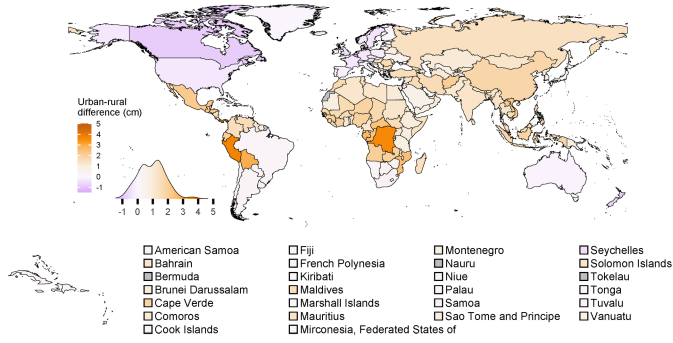 Urban-rural
difference (cm)
5
4
3
2
1
0
-1
-1 0 1 2 3 4 5
American Samoa Fiji Montenegro Seychelles
Bahrain French Polynesia Nauru Solomon Islands
Bermuda Kiribati Niue Tokelau
Brunei Darussalam Maldives Palau Tonga
Cape Verde Marshall Islands Samoa Tuvalu
Comoros Mauritius Sao Tome and Principe Vanuatu
Cook Islands Mirconesia, Federated States of